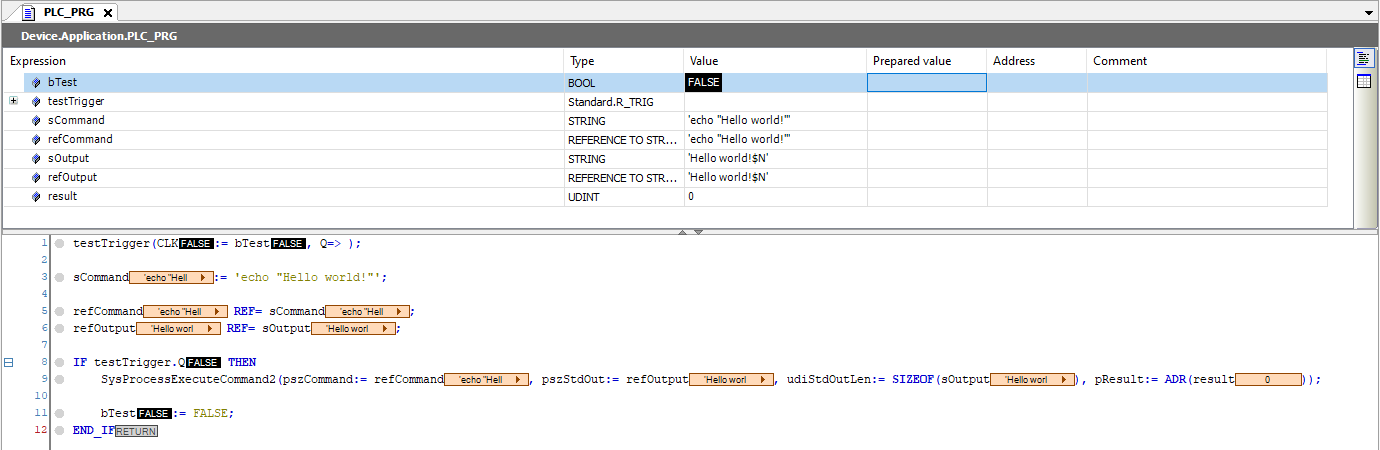 PLC_PRG
Device.Application.PLC_PRG
Expression Type Value Prepared value Address Comment
bTest BOOL FALSE
testTrigger Standard.R_TRIG
sCommand STRING 'echo "Hello world!"'
refCommand REFERENCE TO STR... 'echo "Hello world!"'
sOutput STRING 'Hello world!$N'
refOutput REFERENCE TO STR... 'Hello world!$N'
result UDINT 0
1 testTrigger(CLK FALSE := bTest FALSE , Q=> );
2
3 sCommand 'echo "Hell := 'echo "Hello world!"';
4
5 refCommand 'echo "Hell REF= sCommand 'echo "Hell ;
6 refOutput 'Hello worl REF= sOutput 'Hello worl ;
7
8 IF testTrigger.Q FALSE THEN
9 SysProcessExecuteCommand2(pszCommand:= refCommand 'echo "Hell , pszStdOut:= refOutput 'Hello worl , udiStdOutLen:= SIZEOF(sOutput 'Hello worl ), pResult:= ADR(result 0 ));
10
11 bTest FALSE := FALSE;
12 END_IF RETURN